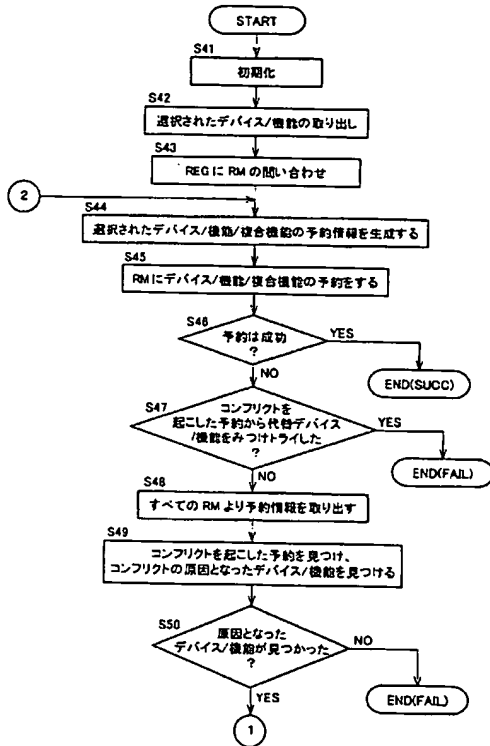 START
S41
初期化
S42
選択されたデバイス/機能の取り出し
S43
REGにRMの問い合わせ
2
S44
選択されたデバイス/機能/複合機能の予約情報を生成する
S45
RMにデバイス/機能/複合機能の予約をする
S46
予約は成功
?
YES
END(SUCC)
NO
S47
コンフリクトを
起こした予約から代替デバイス
/機能をみつけトライした
?
YES
END(FAIL)
NO
S48
すべてのRMより予約情報を取り出す
S49
コンフリクトを起こした予約を見つけ、
コンフリクトの原因となったデバイス/機能を見つける
S50
原因となった
デバイス/機能が見つかった
?
NO
END(FAIL)
YES
1